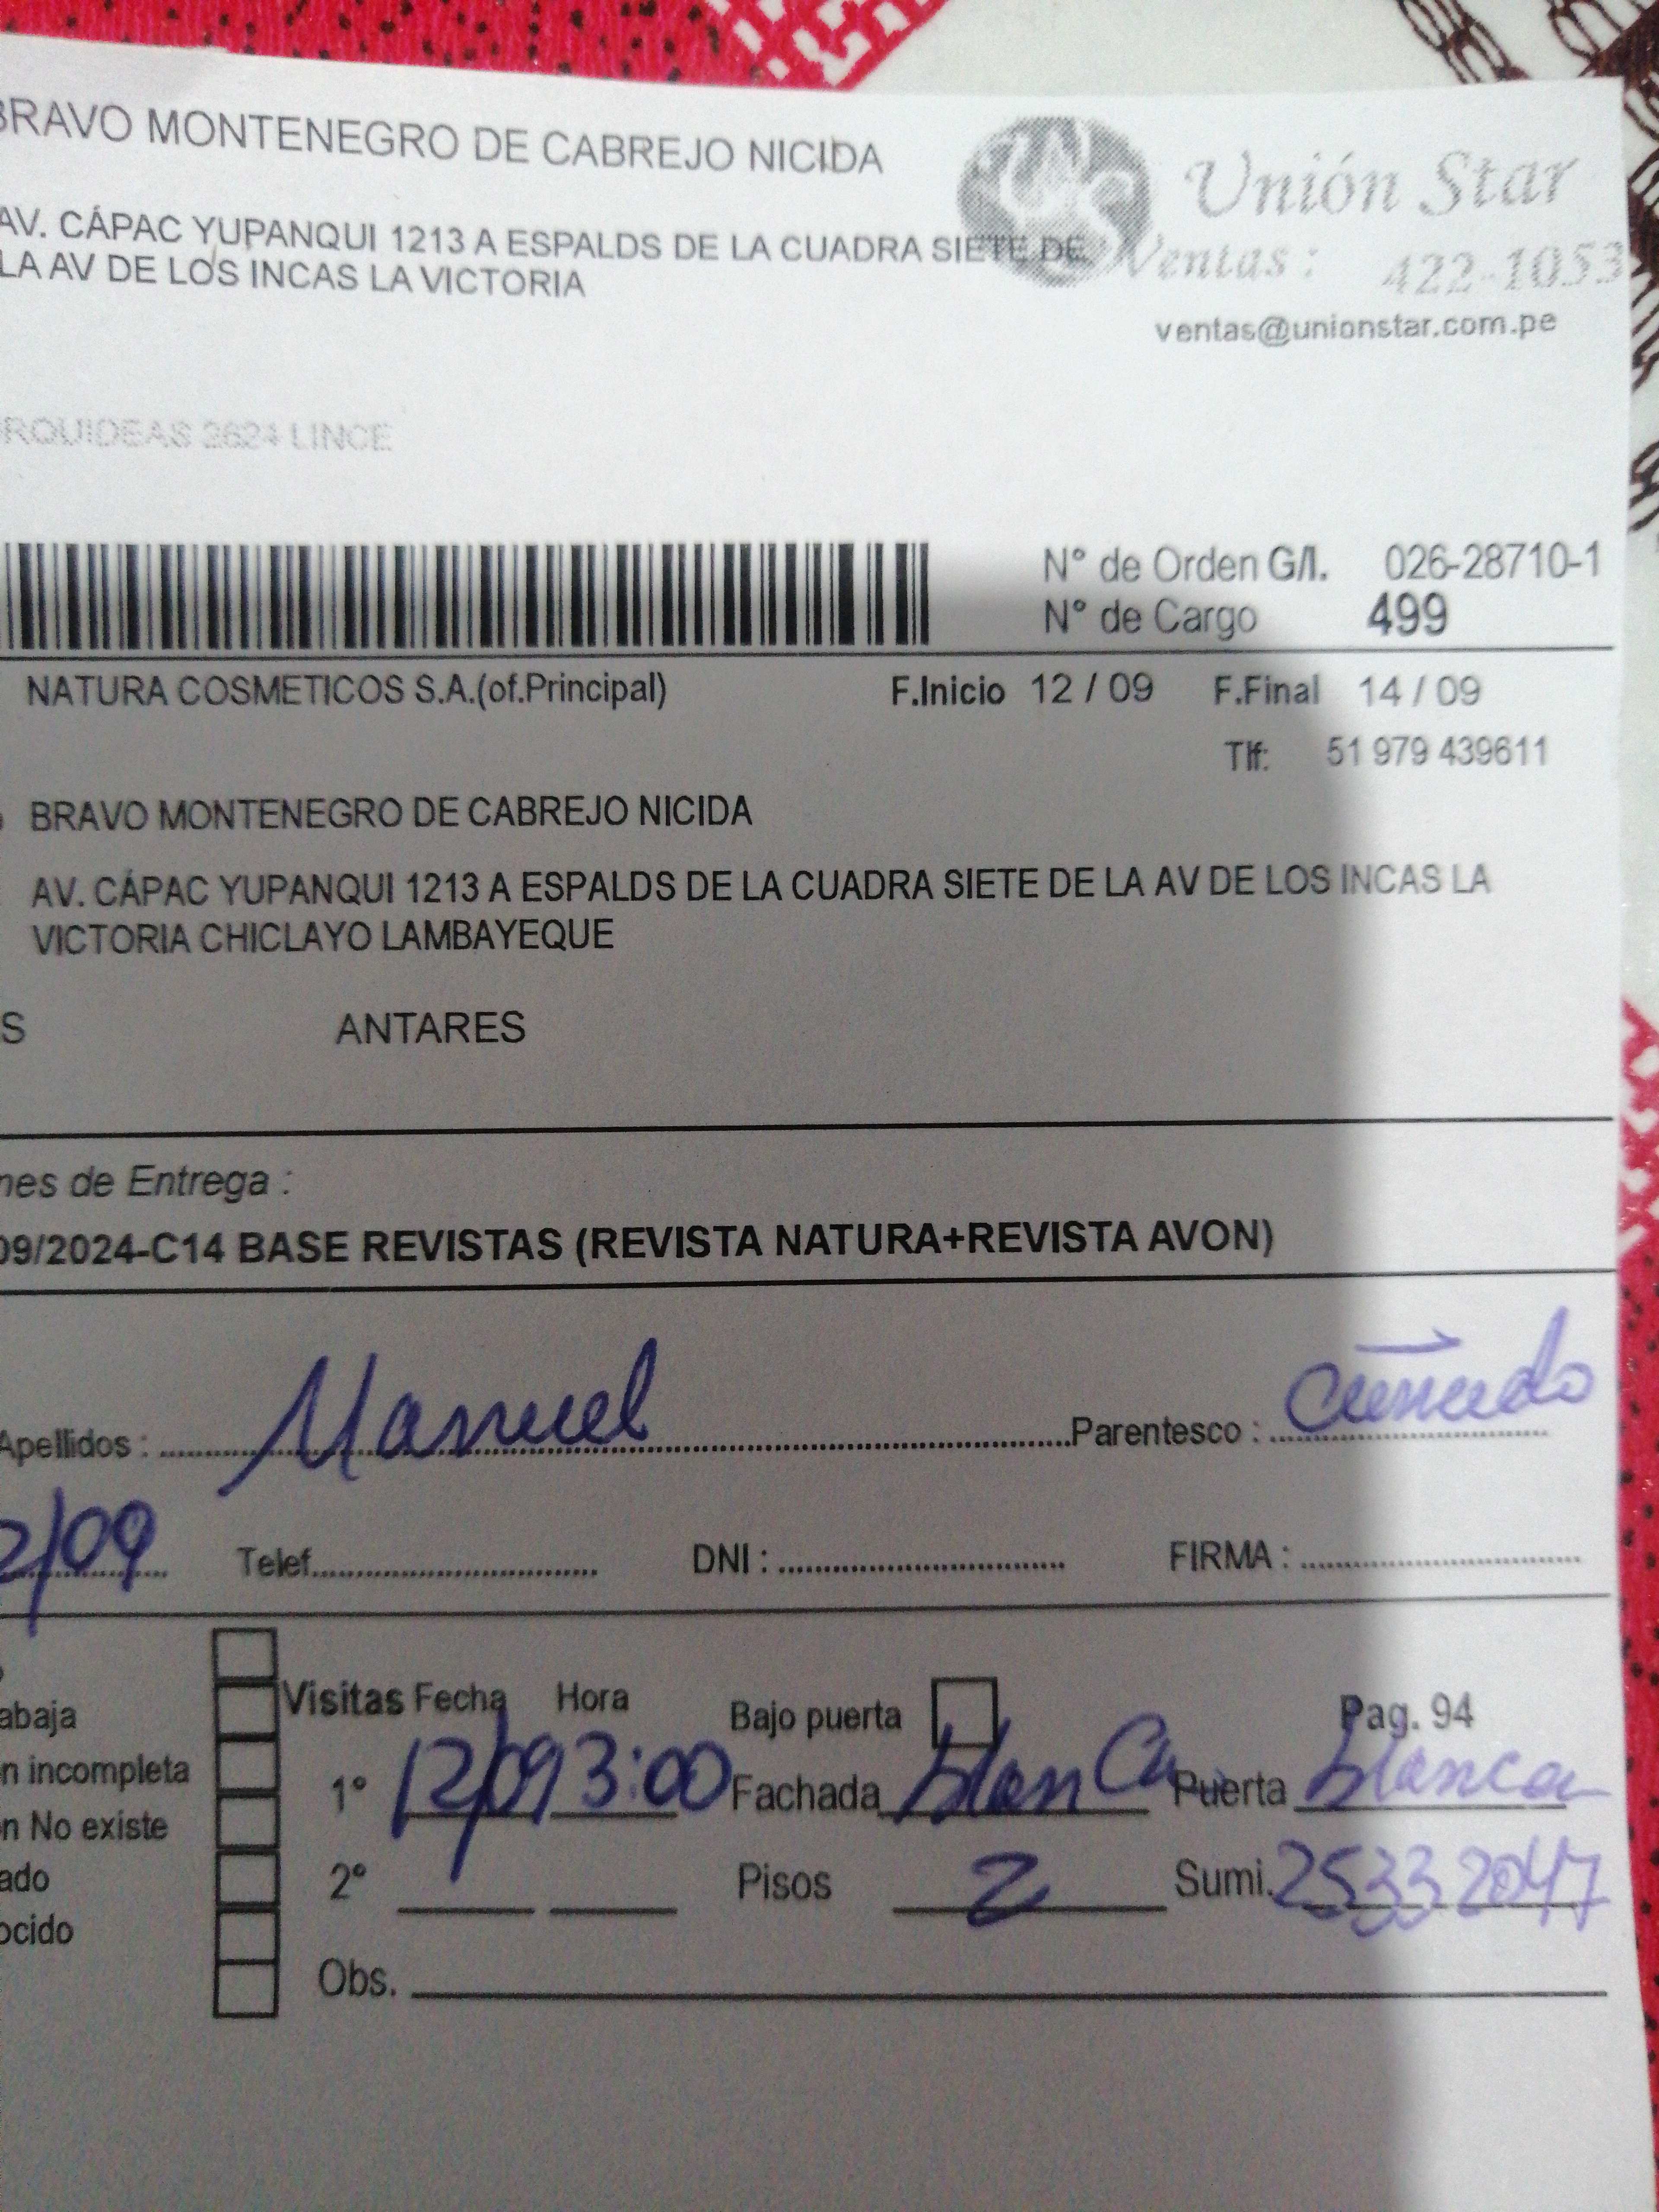 BRAVO MONTENEGRO DE CABREJO NICIDA
Unión Star
AV. CÁPAC YUPANQUI 1213 A ESPALDS DE LA CUADRA SIETE DE
Ventas : 422-1053
LA AV DE LOS INCAS LA VICTORIA
ventas@unionstar.com.pe
RQUIDEAS 2624 LINCE
N° de Orden G/I. 026-28710-1
N° de Cargo 499
NATURA COSMETICOS S.A.(of.Principal) F.Inicio 12 / 09 F.Final 14 / 09
Tlf: 51 979 439611
BRAVO MONTENEGRO DE CABREJO NICIDA
AV. CÁPAC YUPANQUI 1213 A ESPALDS DE LA CUADRA SIETE DE LA AV DE LOS INCAS LA
VICTORIA CHICLAYO LAMBAYEQUE
S ANTARES
nes de Entrega :
09/2024-C14 BASE REVISTAS (REVISTA NATURA+REVISTA AVON)
Apellidos : Manuel Parentesco : cuñado
2/09 Telef. DNI : FIRMA :
Visitas Fecha Hora Bajo puerta Pag. 94
abaja
n incompleta 1° 12/09 3:00 Fachada blanca Puerta blanca
n No existe
ado 2° Pisos 2 Sumi. 25332047
ocido
Obs.